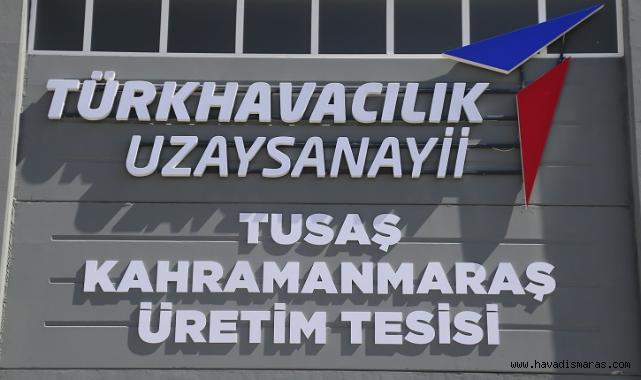 TÜRKHAVACILIK
UZAYSANAYİİ
TUSAŞ
KAHRAMANMARAŞ
ÜRETİM TESİSİ
www.havadismaras.com